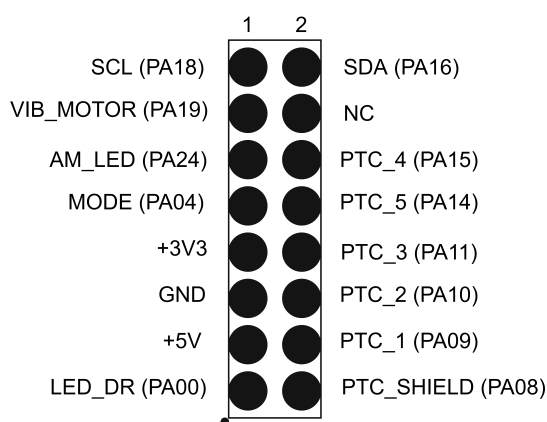 1 2
SCL (PA18) SDA (PA16)
VIB_MOTOR (PA19) NC
AM_LED (PA24) PTC_4 (PA15)
MODE (PA04) PTC_5 (PA14)
+3V3 PTC_3 (PA11)
GND PTC_2 (PA10)
+5V PTC_1 (PA09)
LED_DR (PA00) PTC_SHIELD (PA08)